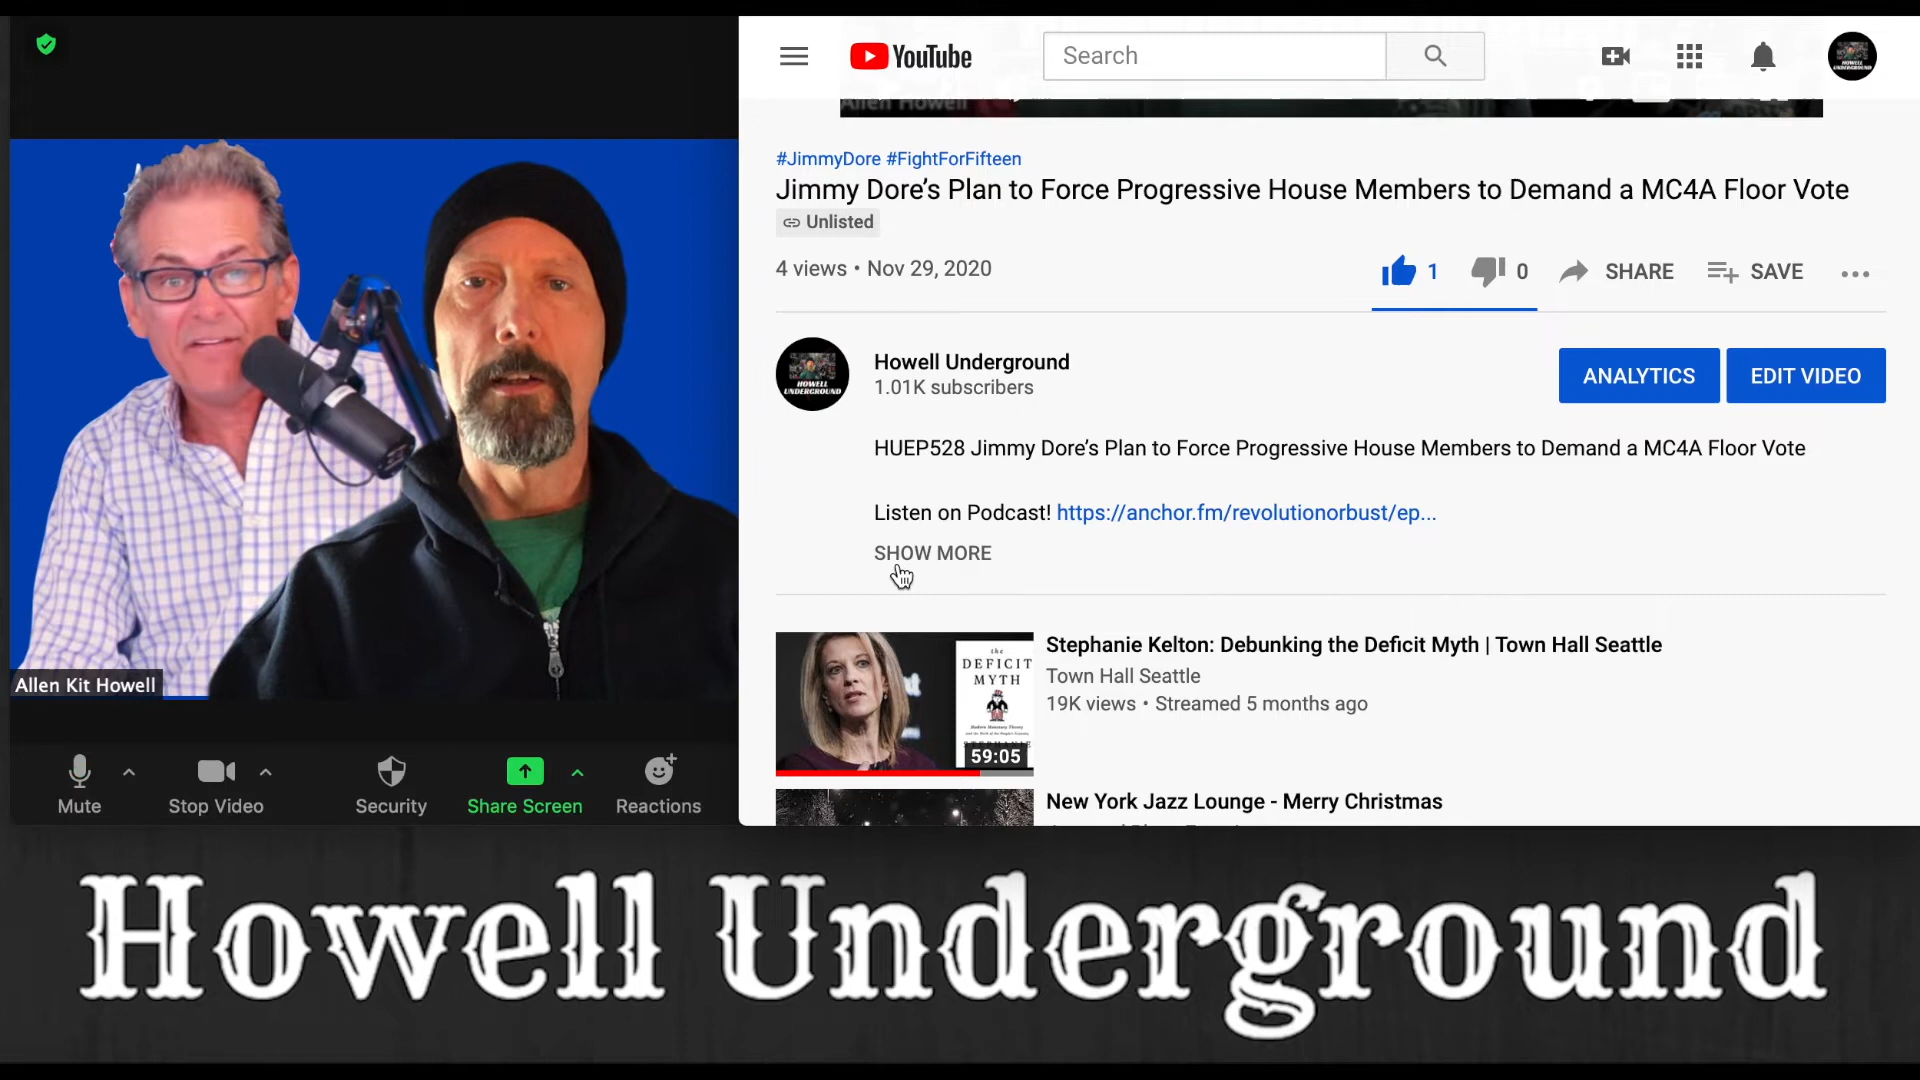 YouTube
Search
Allen Howell
#JimmyDore #FightForFifteen
Jimmy Dore’s Plan to Force Progressive House Members to Demand a MC4A Floor Vote
Unlisted
4 views • Nov 29, 2020
1
0
SHARE
SAVE
HOWELL
UNDERGROUND
Howell Underground
1.01K subscribers
ANALYTICS
EDIT VIDEO
HUEP528 Jimmy Dore’s Plan to Force Progressive House Members to Demand a MC4A Floor Vote
Listen on Podcast! https://anchor.fm/revolutionorbust/ep...
SHOW MORE
the
DEFICIT
MYTH
59:05
Stephanie Kelton: Debunking the Deficit Myth | Town Hall Seattle
Town Hall Seattle
19K views • Streamed 5 months ago
New York Jazz Lounge - Merry Christmas
Allen Kit Howell
Mute
Stop Video
Security
Share Screen
Reactions
Howell Underground